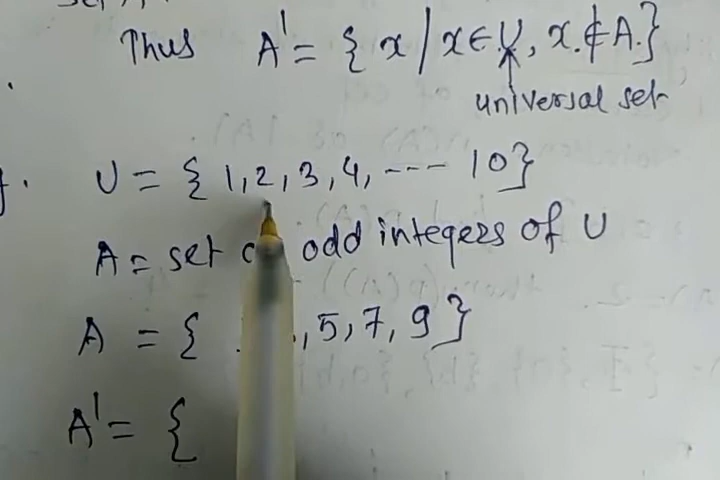 Thus A' = {x / x ∈ U, x ∉ A.}
universal set
U = {1, 2, 3, 4, ---- 10}
A = set odd integers of U
A = { , 5, 7, 9}
A' = {